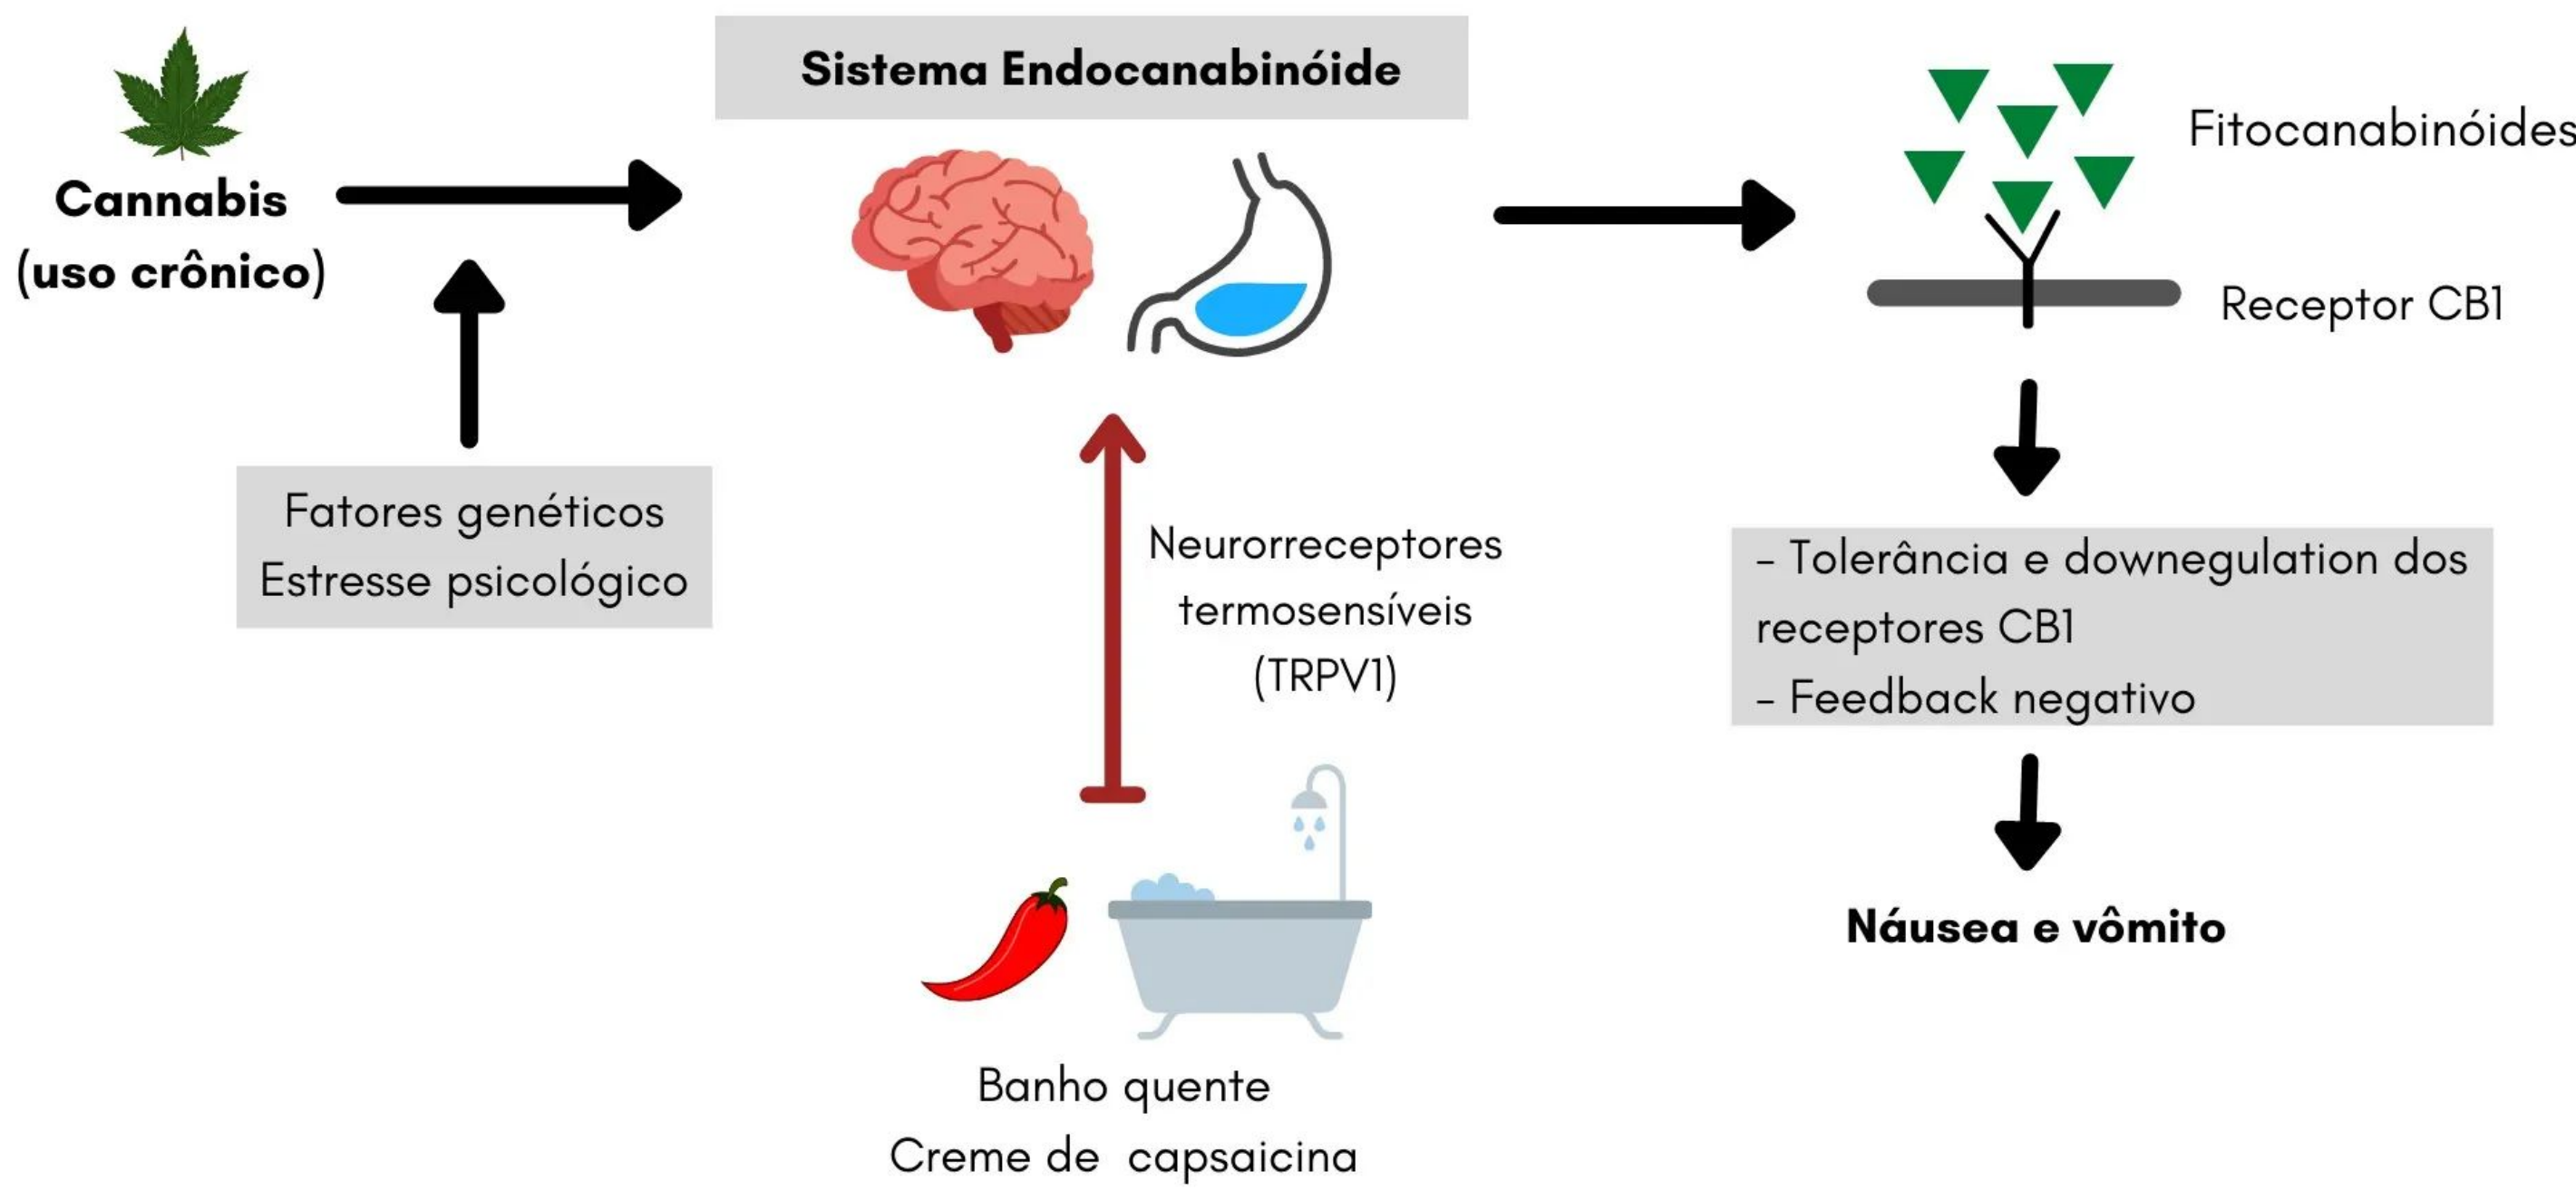 Cannabis
(uso crônico)
Fatores genéticos
Estresse psicológico
Sistema Endocanabinóide
Neurorreceptores
termosensíveis
(TRPV1)
Banho quente
Creme de capsaicina
Fitocanabinóides
Receptor CB1
- Tolerância e downegulation dos
receptores CB1
- Feedback negativo
Náusea e vômito